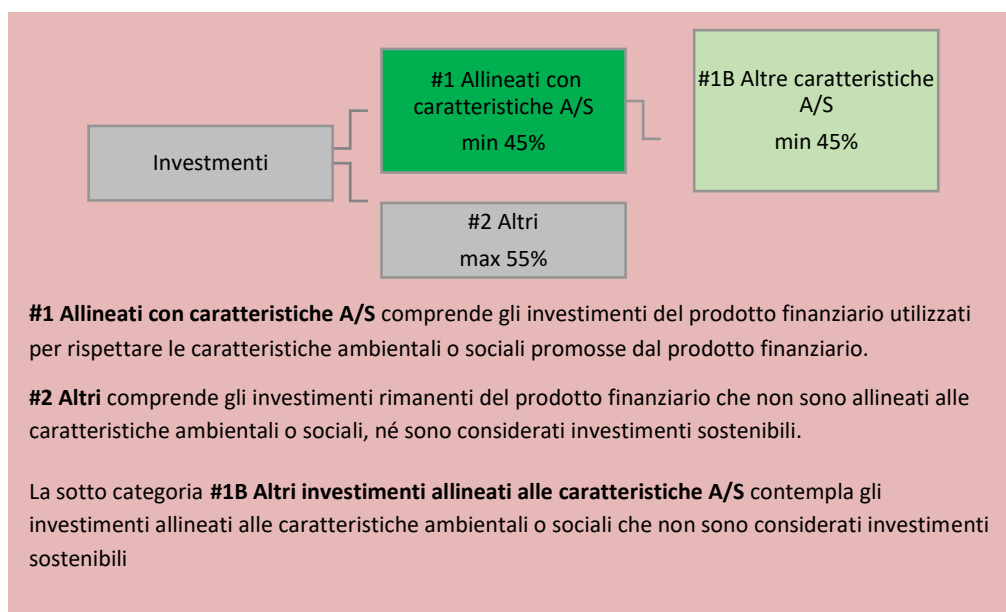 #1 Allineati con
caratteristiche A/S
min 45%
#1B Altre caratteristiche
A/S
min 45%
Investmenti
#2 Altri
max 55%
#1 Allineati con caratteristiche A/S comprende gli investimenti del prodotto finanziario utilizzati
per rispettare le caratteristiche ambientali o sociali promosse dal prodotto finanziario.
#2 Altri comprende gli investimenti rimanenti del prodotto finanziario che non sono allineati alle
caratteristiche ambientali o sociali, né sono considerati investimenti sostenibili.
La sotto categoria #1B Altri investimenti allineati alle caratteristiche A/S contempla gli
investimenti allineati alle caratteristiche ambientali o sociali che non sono considerati investimenti
sostenibili